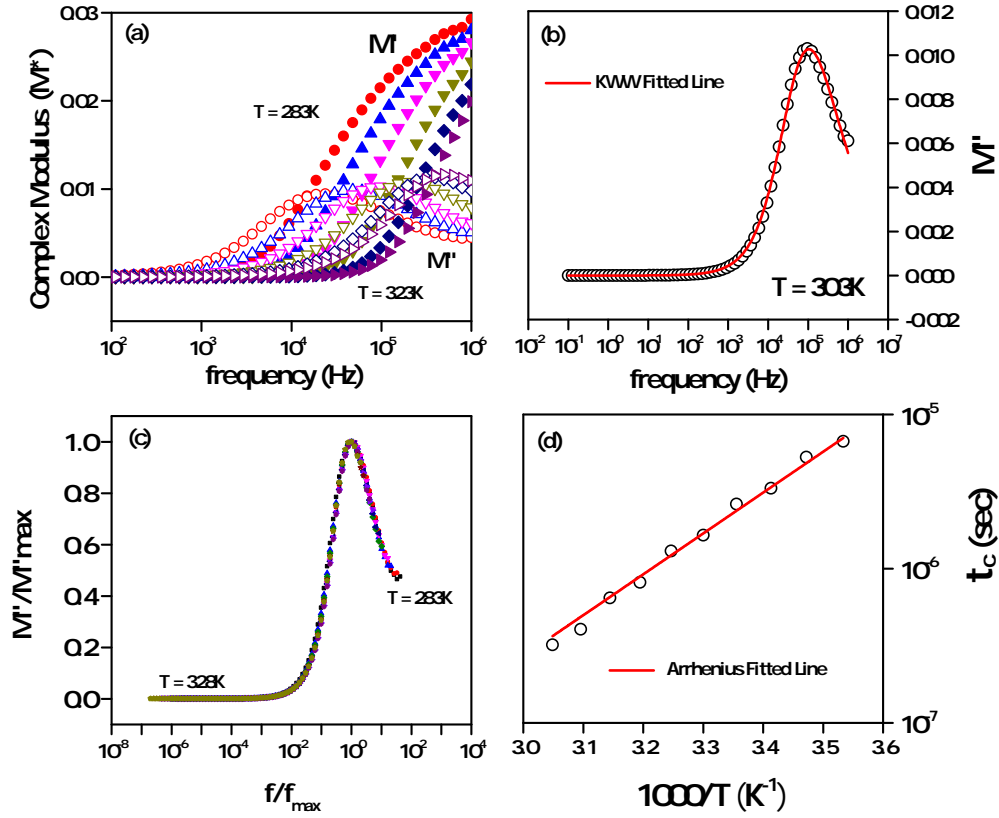 (a)
M'
T = 283K
M''
T=323K
0.03
0.02
0.01
0.00
Complex Modulus (M*)
10² 10³ 10⁴ 10⁵ 10⁶
frequency (Hz)
(b)
KWW Fitted Line
T = 303K
0.012
0.010
0.008
0.006
0.004
0.002
0.000
-0.002
M''
10⁻¹ 10⁰ 10¹ 10² 10³ 10⁴ 10⁵ 10⁶ 10⁷
frequency (Hz)
(c)
T = 283K
T = 328K
1.0
0.8
0.6
0.4
0.2
0.0
M''/M''max
10⁻⁸ 10⁻⁶ 10⁻⁴ 10⁻² 10⁰ 10² 10⁴
f/fmax
(d)
Arrhenius Fitted Line
10⁻⁵
10⁻⁶
10⁻⁷
tc (sec)
3.0 3.1 3.2 3.3 3.4 3.5 3.6
1000/T (K⁻¹)